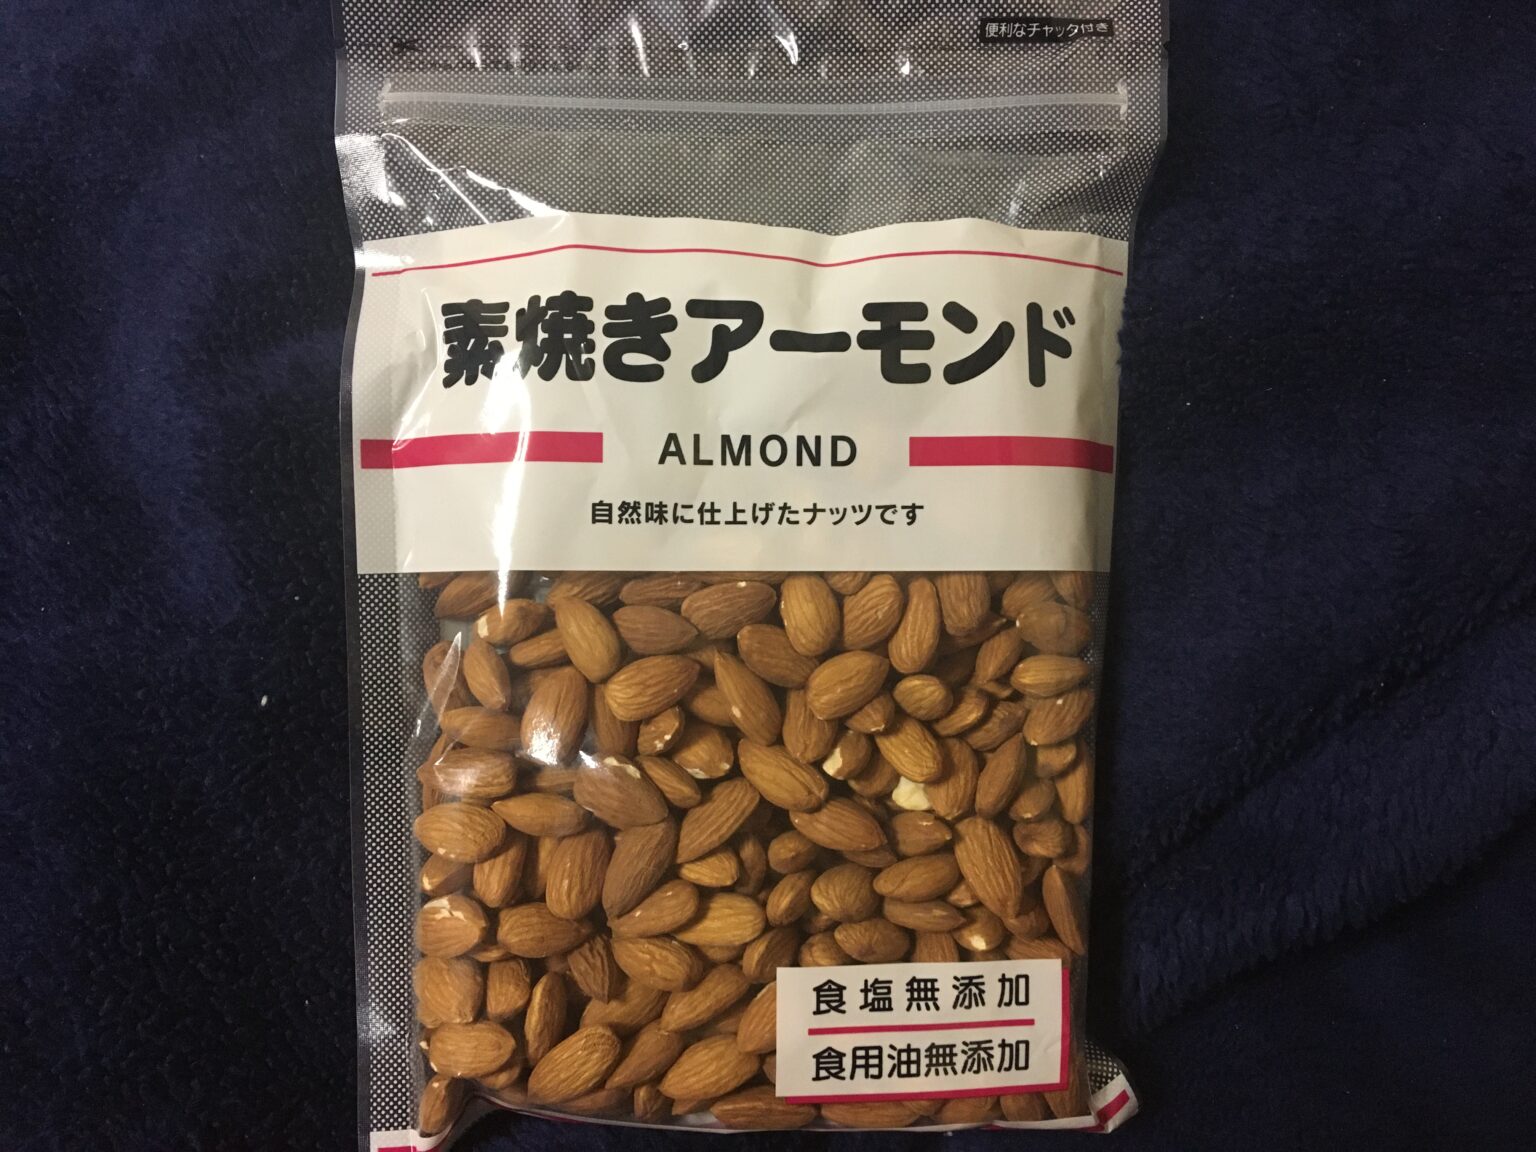 便利なチャック付き
素焼きアーモンド
ALMOND
自然味に仕上げたナッツです
食塩無添加
食用油無添加